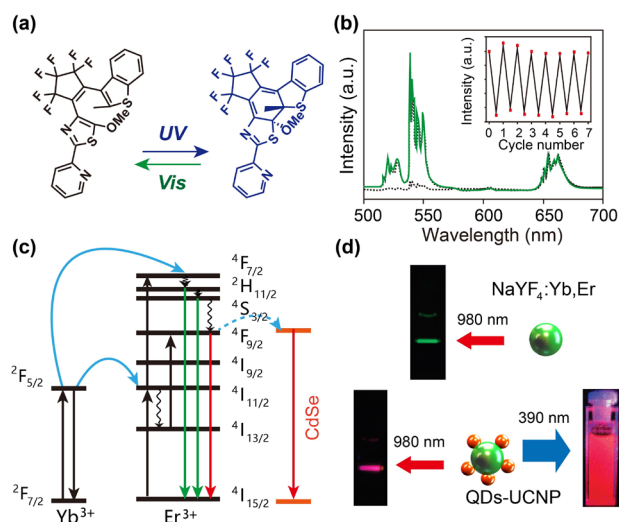 (a)
F F
F F
F F
S
N
OMe
S
N
UV
Vis
F F
F F
F F
S
N
S
OMe
N
(b)
Intensity (a.u.)
Intensity (a.u.)
0 1 2 3 4 5 6 7
Cycle number
500 550 600 650 700
Wavelength (nm)
(c)
4F7/2
2H11/2
4S3/2
4F9/2
4I9/2
4I11/2
4I13/2
4I15/2
2F5/2
2F7/2
Yb3+ Er3+
CdSe
(d)
NaYF4:Yb,Er
980 nm
390 nm
980 nm
QDs-UCNP